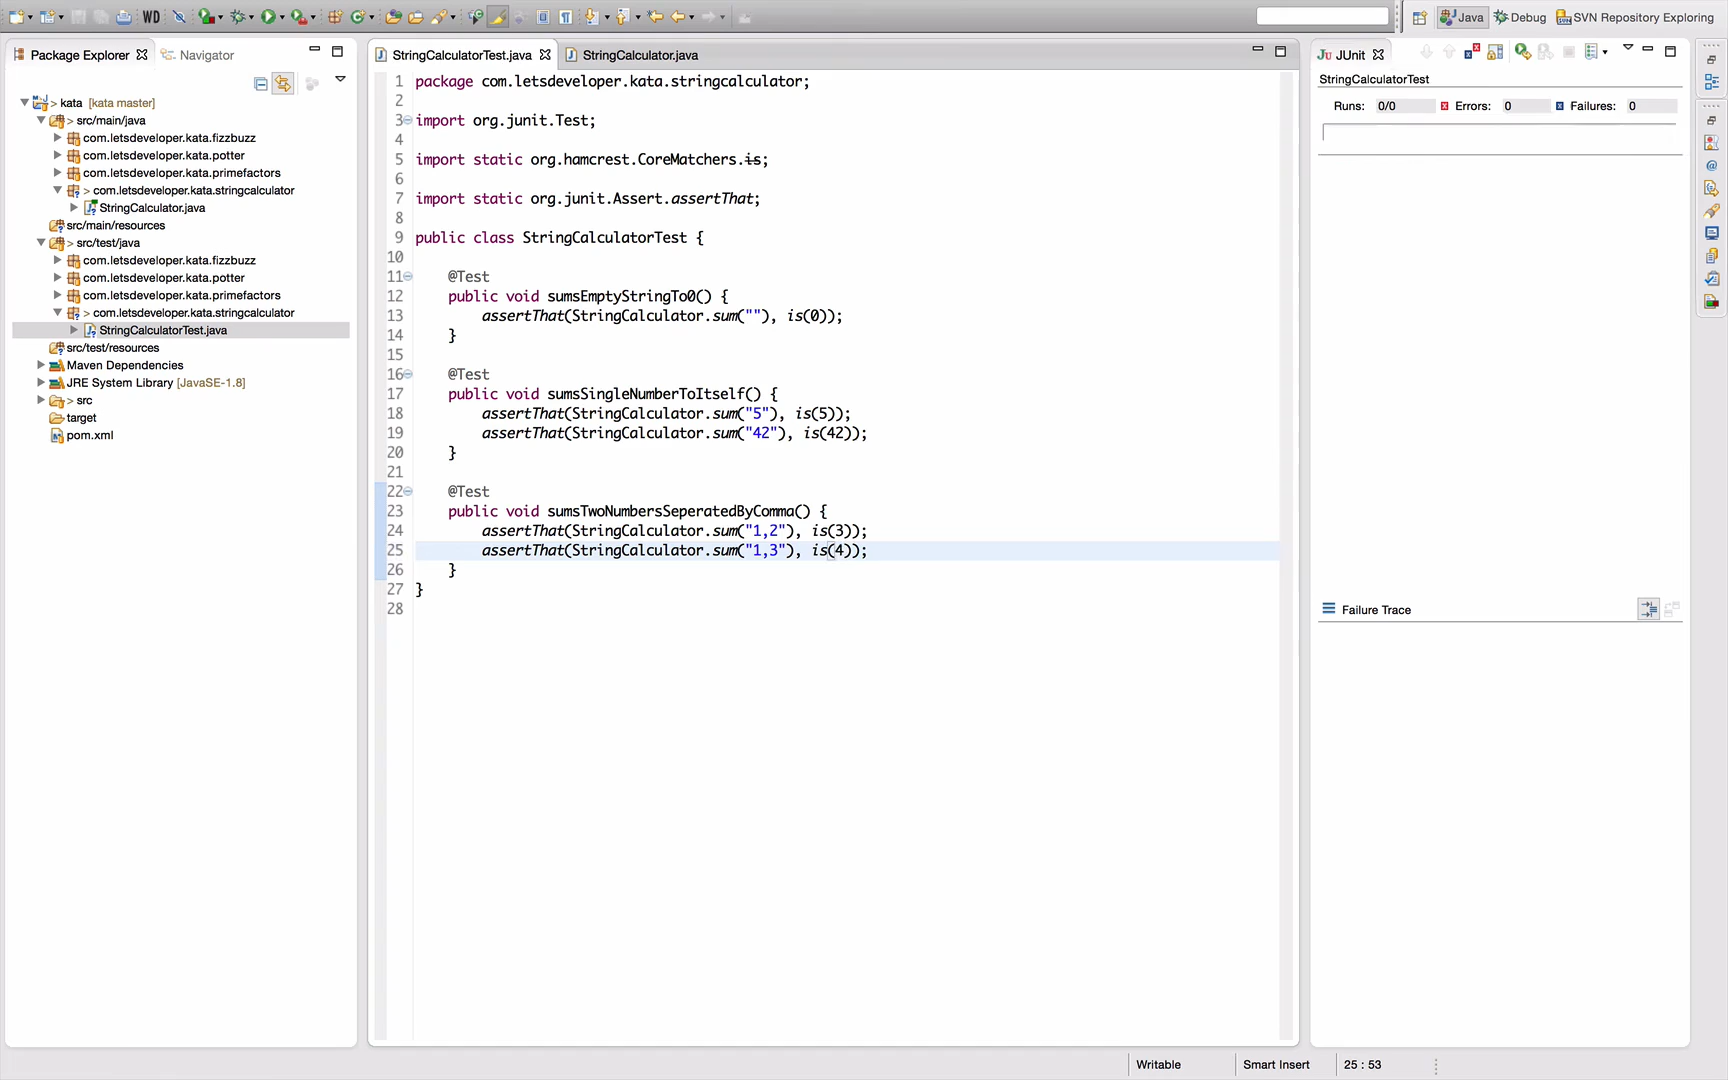 WD
Java
Debug
SVN Repository Exploring
Package Explorer
Navigator
> kata [kata master]
> src/main/java
com.letsdeveloper.kata.fizzbuzz
com.letsdeveloper.kata.potter
com.letsdeveloper.kata.primefactors
> com.letsdeveloper.kata.stringcalculator
StringCalculator.java
src/main/resources
> src/test/java
com.letsdeveloper.kata.fizzbuzz
com.letsdeveloper.kata.potter
com.letsdeveloper.kata.primefactors
> com.letsdeveloper.kata.stringcalculator
StringCalculatorTest.java
src/test/resources
Maven Dependencies
JRE System Library [JavaSE-1.8]
> src
target
pom.xml
StringCalculatorTest.java
StringCalculator.java
1 package com.letsdeveloper.kata.stringcalculator;
2
3 import org.junit.Test;
4
5 import static org.hamcrest.CoreMatchers.is;
6
7 import static org.junit.Assert.assertThat;
8
9 public class StringCalculatorTest {
10
11 @Test
12 public void sumsEmptyStringTo0() {
13 assertThat(StringCalculator.sum(""), is(0));
14 }
15
16 @Test
17 public void sumsSingleNumberToItself() {
18 assertThat(StringCalculator.sum("5"), is(5));
19 assertThat(StringCalculator.sum("42"), is(42));
20 }
21
22 @Test
23 public void sumsTwoNumbersSeperatedByComma() {
24 assertThat(StringCalculator.sum("1,2"), is(3));
25 assertThat(StringCalculator.sum("1,3"), is(4));
26 }
27 }
28
JUnit
StringCalculatorTest
Runs: 0/0 Errors: 0 Failures: 0
Failure Trace
Writable
Smart Insert
25 : 53